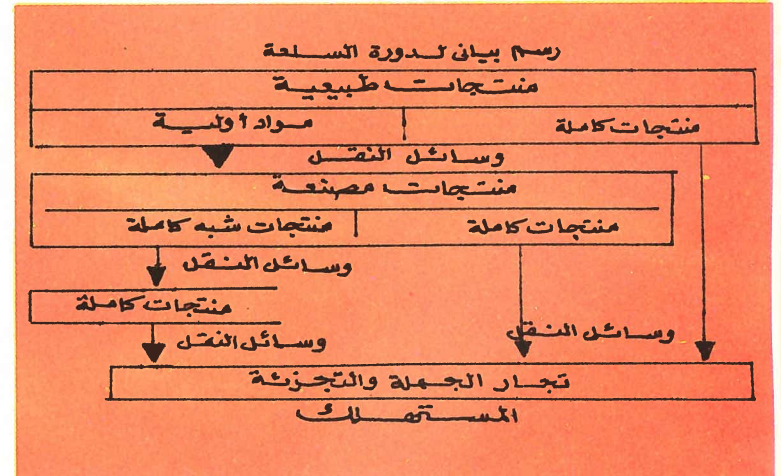 رسم بيانى لدورة السلعة
منتجات طبيعية
منتجات كاملة
مواد أولية
وسائل النقل
منتجات مصنعة
منتجات كاملة
منتجات شبه كاملة
وسائل النقل
منتجات كاملة
وسائل النقل
وسائل النقل
تجار الجملة والتجزئة
المستهلك